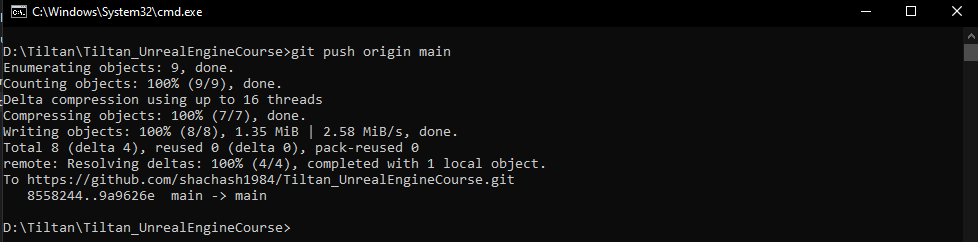 C:\Windows\System32\cmd.exe
D:\Tiltan\Tiltan_UnrealEngineCourse>git push origin main
Enumerating objects: 9, done.
Counting objects: 100% (9/9), done.
Delta compression using up to 16 threads
Compressing objects: 100% (7/7), done.
Writing objects: 100% (8/8), 1.35 MiB | 2.58 MiB/s, done.
Total 8 (delta 4), reused 0 (delta 0), pack-reused 0
remote: Resolving deltas: 100% (4/4), completed with 1 local object.
To https://github.com/shachash1984/Tiltan_UnrealEngineCourse.git
   8558244..9a9626e  main -> main
D:\Tiltan\Tiltan_UnrealEngineCourse>